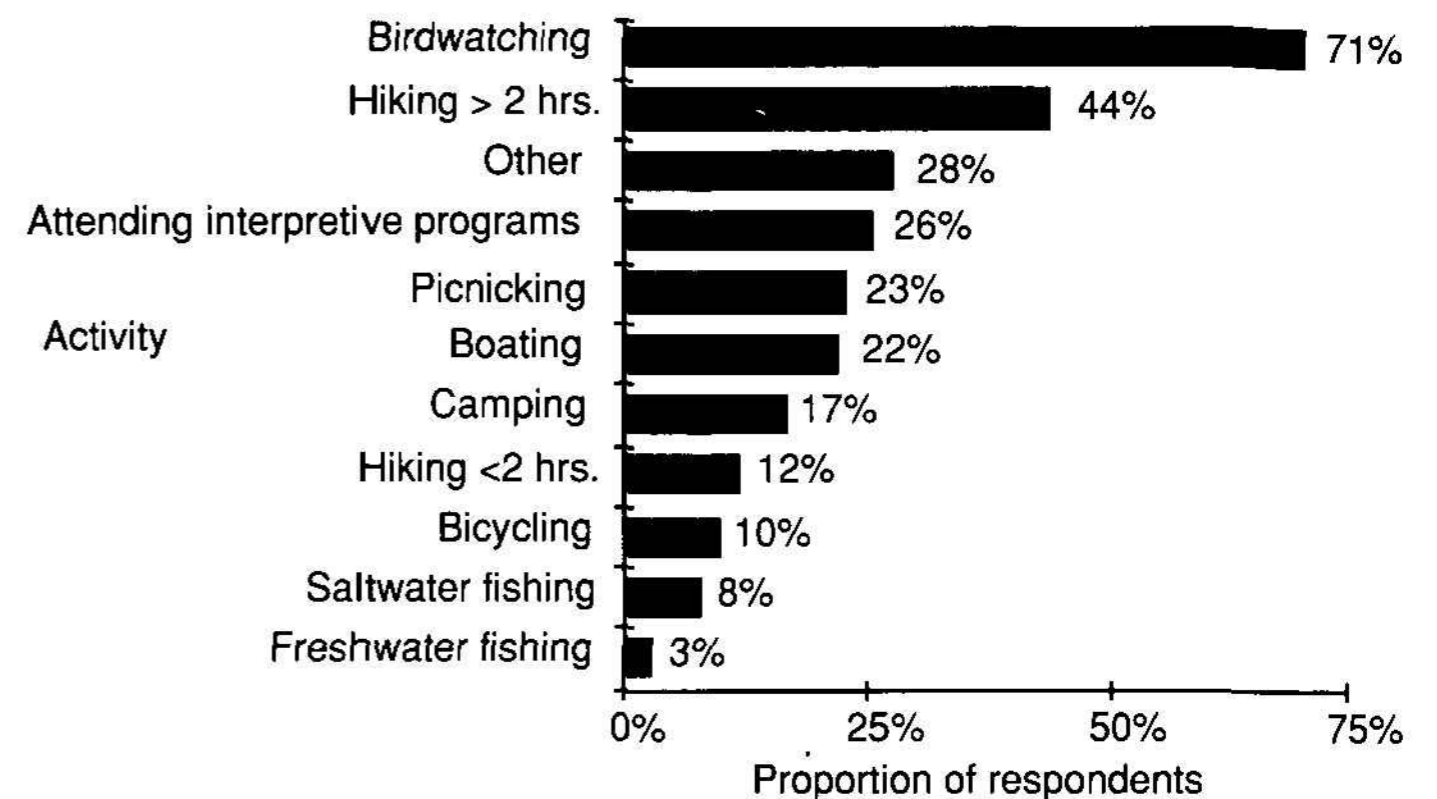 Birdwatching 71%
Hiking > 2 hrs. 44%
Other 28%
Attending interpretive programs 26%
Picnicking 23%
Activity
Boating 22%
Camping 17%
Hiking <2 hrs. 12%
Bicycling 10%
Saltwater fishing 8%
Freshwater fishing 3%
0% 25% 50% 75%
Proportion of respondents